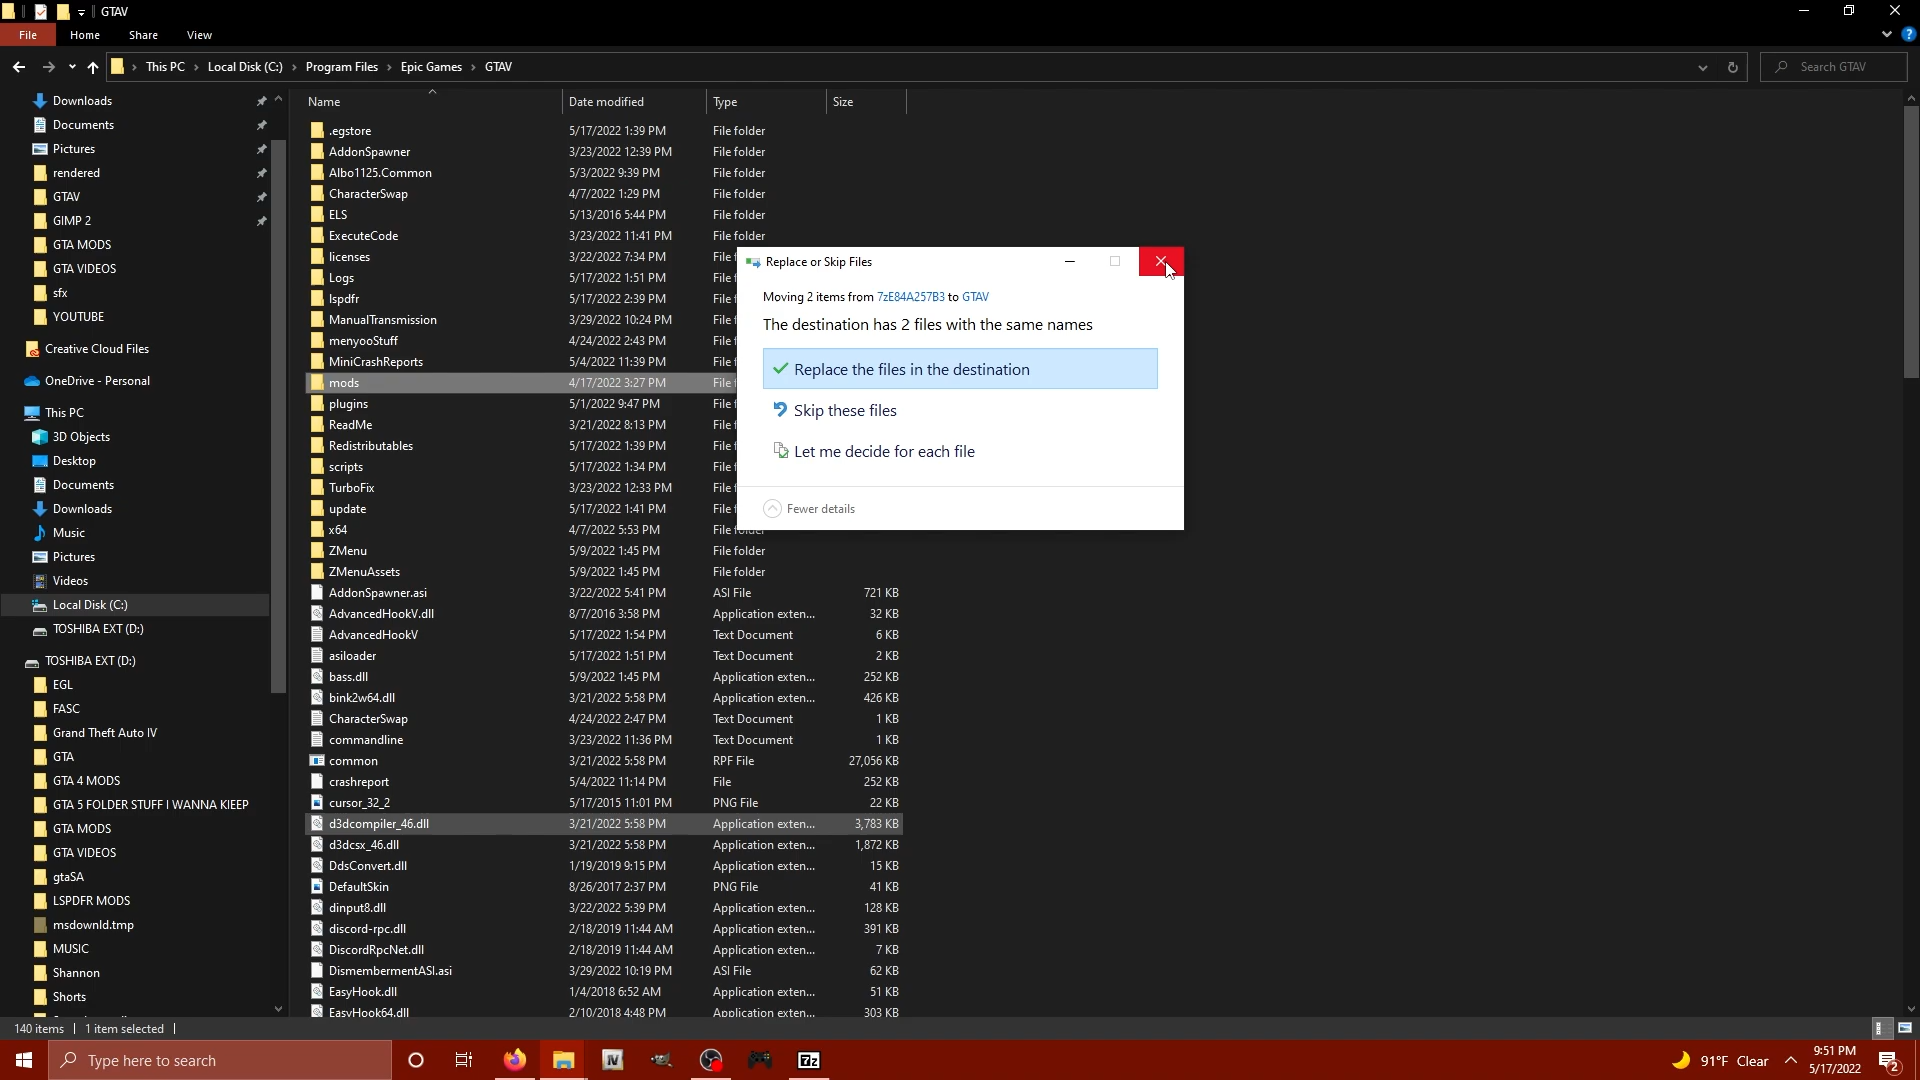 GTAV
File Home Share View
This PC Local Disk (C:) Program Files Epic Games GTAV Search GTAV
Name Date modified Type Size
Downloads
Documents
Pictures
rendered
GTAV
GIMP 2
GTA MODS
GTA VIDEOS
sfx
YOUTUBE
Creative Cloud Files
OneDrive - Personal
This PC
3D Objects
Desktop
Documents
Downloads
Music
Pictures
Videos
Local Disk (C:)
TOSHIBA EXT (D:)
TOSHIBA EXT (D:)
EGL
FASC
Grand Theft Auto IV
GTA
GTA 4 MODS
GTA 5 FOLDER STUFF I WANNA KIEEP
GTA MODS
GTA VIDEOS
gtaSA
LSPDFR MODS
msdownld.tmp
MUSIC
Shannon
Shorts
.egstore 5/17/2022 1:39 PM File folder
AddonSpawner 3/23/2022 12:39 PM File folder
Albo1125.Common 5/3/2022 9:39 PM File folder
CharacterSwap 4/7/2022 1:29 PM File folder
ELS 5/13/2016 5:44 PM File folder
ExecuteCode 3/23/2022 11:41 PM File folder
licenses 3/22/2022 7:34 PM File f
Logs 5/17/2022 1:51 PM File f
lspdfr 5/17/2022 2:39 PM File f
ManualTransmission 3/29/2022 10:24 PM File f
menyooStuff 4/24/2022 2:43 PM File f
MiniCrashReports 5/4/2022 11:39 PM File f
mods 4/17/2022 3:27 PM File f
plugins 5/1/2022 9:47 PM File f
ReadMe 3/21/2022 8:13 PM File f
Redistributables 5/17/2022 1:39 PM File f
scripts 5/17/2022 1:34 PM File f
TurboFix 3/23/2022 12:33 PM File f
update 5/17/2022 1:41 PM File f
x64 4/7/2022 5:53 PM File folder
ZMenu 5/9/2022 1:45 PM File folder
ZMenuAssets 5/9/2022 1:45 PM File folder
AddonSpawner.asi 3/22/2022 5:41 PM ASI File 721 KB
AdvancedHookV.dll 8/7/2016 3:58 PM Application exten... 32 KB
AdvancedHookV 5/17/2022 1:54 PM Text Document 6 KB
asiloader 5/17/2022 1:51 PM Text Document 2 KB
bass.dll 5/9/2022 1:45 PM Application exten... 252 KB
bink2w64.dll 3/21/2022 5:58 PM Application exten... 426 KB
CharacterSwap 4/24/2022 2:47 PM Text Document 1 KB
commandline 3/23/2022 11:36 PM Text Document 1 KB
common 3/21/2022 5:58 PM RPF File 27,056 KB
crashreport 5/4/2022 11:14 PM File 252 KB
cursor_32_2 5/17/2015 11:01 PM PNG File 22 KB
d3dcompiler_46.dll 3/21/2022 5:58 PM Application exten... 3,783 KB
d3dcsx_46.dll 3/21/2022 5:58 PM Application exten... 1,872 KB
DdsConvert.dll 1/19/2019 9:15 PM Application exten... 15 KB
DefaultSkin 8/26/2017 2:37 PM PNG File 41 KB
dinput8.dll 3/22/2022 5:39 PM Application exten... 128 KB
discord-rpc.dll 2/18/2019 11:44 AM Application exten... 391 KB
DiscordRpcNet.dll 2/18/2019 11:44 AM Application exten... 7 KB
DismembermentASI.asi 3/29/2022 10:19 PM ASI File 62 KB
EasyHook.dll 1/4/2018 6:52 AM Application exten... 51 KB
EasyHook64.dll 2/10/2018 4:48 PM Application exten... 303 KB
Replace or Skip Files
Moving 2 items from 7zE84A257B3 to GTAV
The destination has 2 files with the same names
Replace the files in the destination
Skip these files
Let me decide for each file
Fewer details
140 items 1 item selected
Type here to search
7z
91°F Clear
9:51 PM
5/17/2022
2